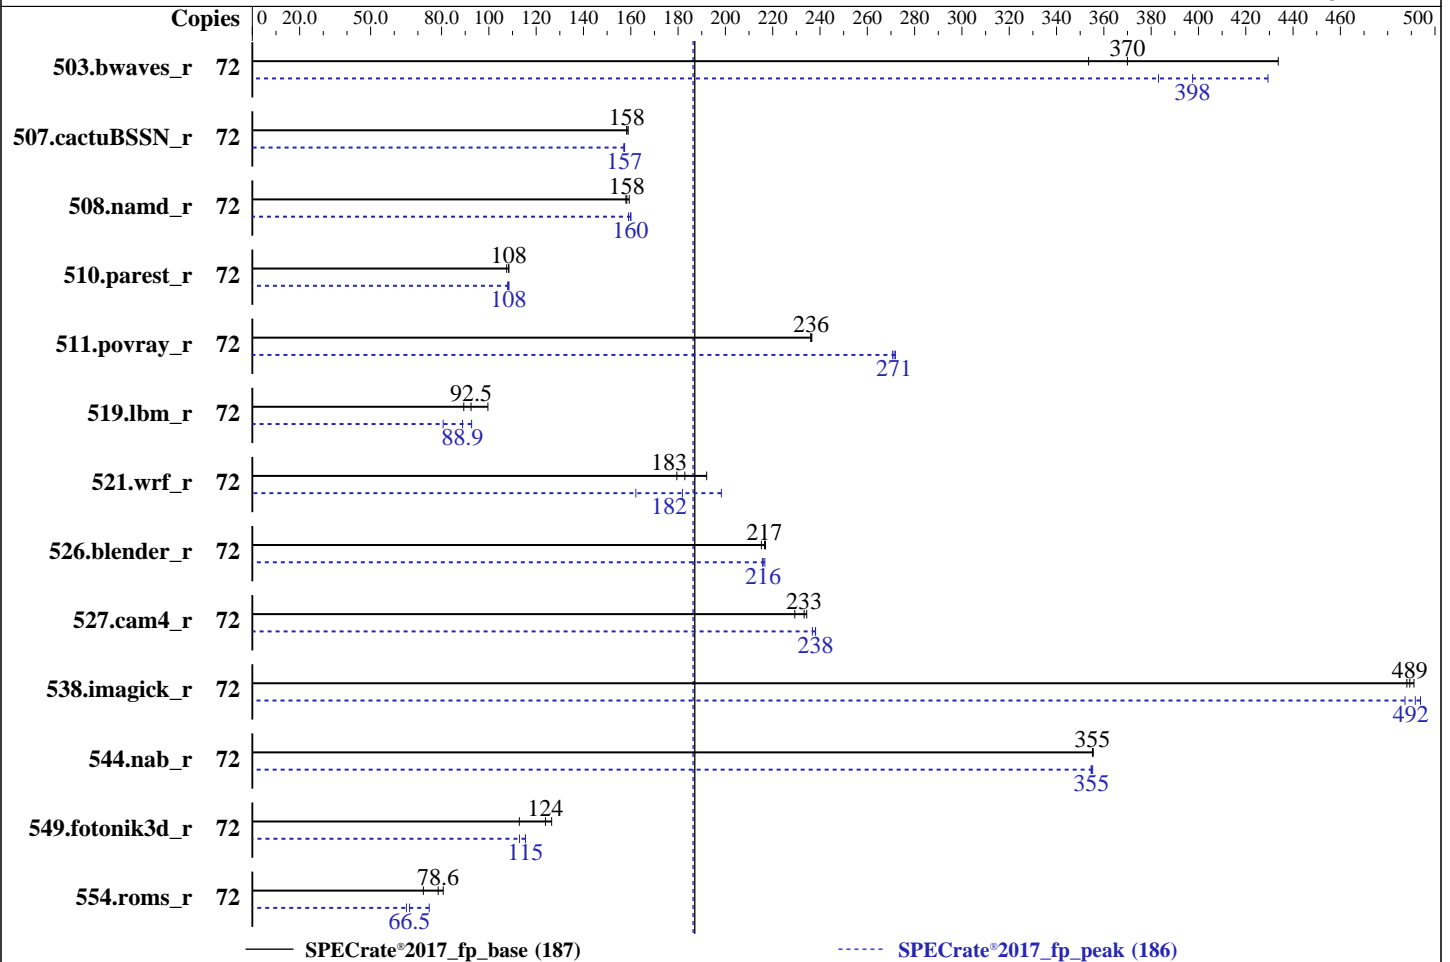 Copies 0 20.0 50.0 80.0 100 120 140 160 180 200 220 240 260 280 300 320 340 360 380 400 420 440 460 500
503.bwaves_r 72 370
398
507.cactuBSSN_r 72 158
157
508.namd_r 72 158
160
510.parest_r 72 108
108
511.povray_r 72 236
271
519.lbm_r 72 92.5
88.9
521.wrf_r 72 183
182
526.blender_r 72 217
216
527.cam4_r 72 233
238
538.imagick_r 72 489
492
544.nab_r 72 355
355
549.fotonik3d_r 72 124
115
554.roms_r 72 78.6
66.5
SPECrate®2017_fp_base (187) SPECrate®2017_fp_peak (186)